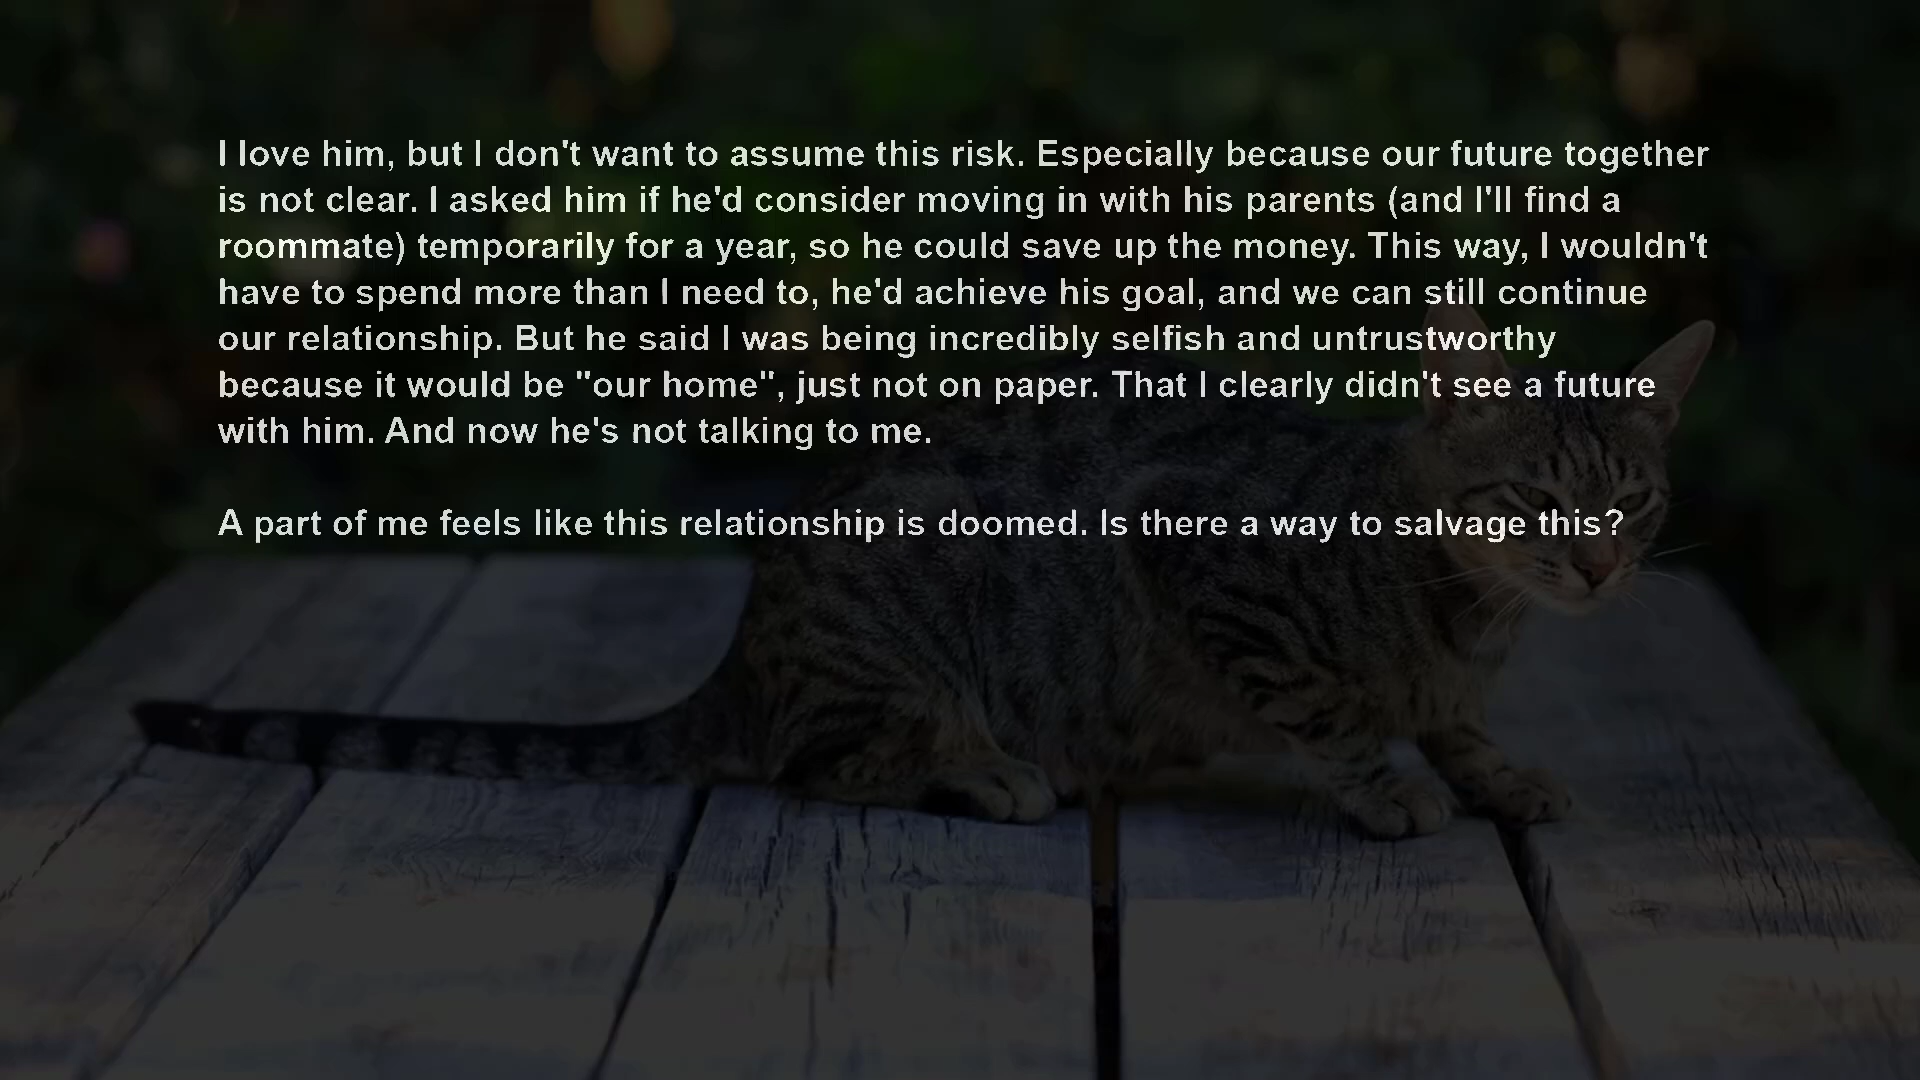 I love him, but I don't want to assume this risk. Especially because our future together
is not clear. I asked him if he'd consider moving in with his parents (and I'll find a
roommate) temporarily for a year, so he could save up the money. This way, I wouldn't
have to spend more than I need to, he'd achieve his goal, and we can still continue
our relationship. But he said I was being incredibly selfish and untrustworthy
because it would be "our home", just not on paper. That I clearly didn't see a future
with him. And now he's not talking to me.
A part of me feels like this relationship is doomed. Is there a way to salvage this?